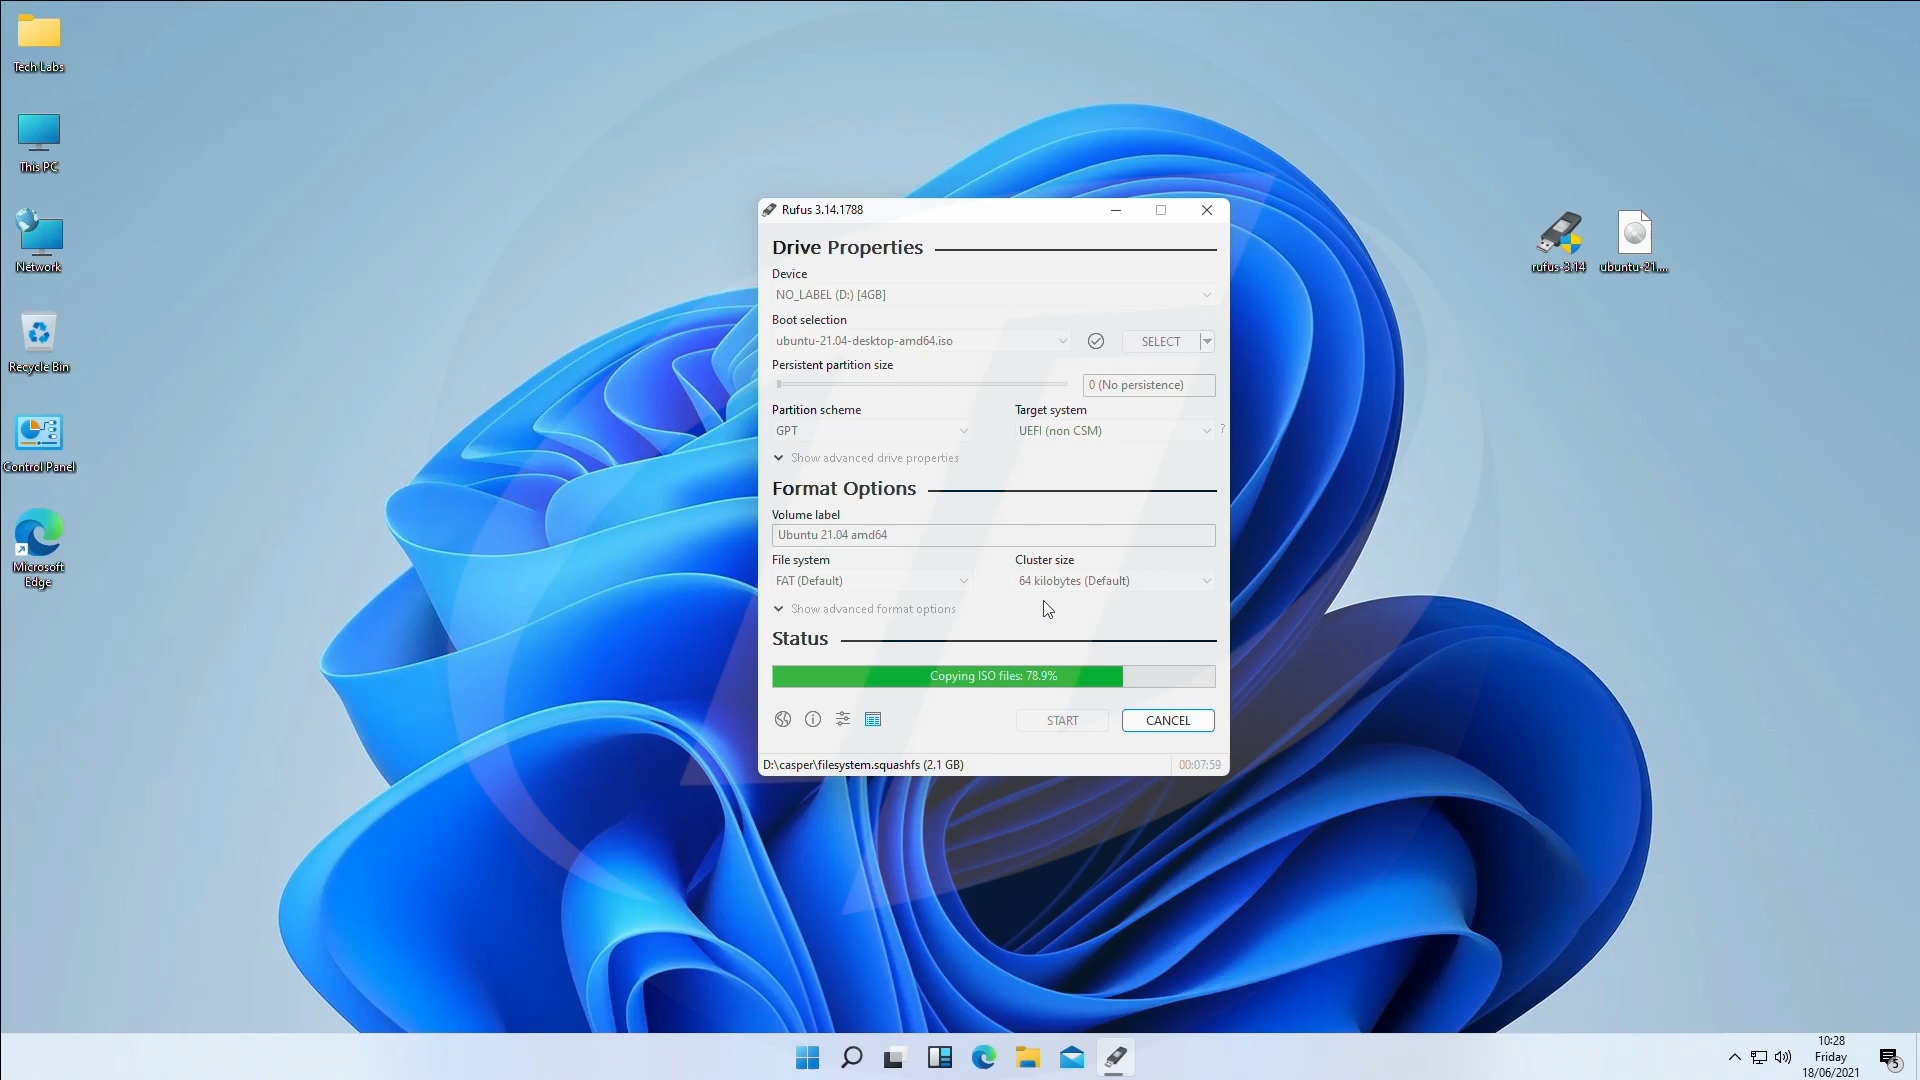 Tech Labs
This PC
Network
Recycle Bin
Control Panel
Microsoft
Edge
rufus-3.14
ubuntu-21....
Rufus 3.14.1788
Drive Properties
Device
NO_LABEL (D:) [4GB]
Boot selection
ubuntu-21.04-desktop-amd64.iso
SELECT
Persistent partition size
0 (No persistence)
Partition scheme
Target system
GPT
UEFI (non CSM)
?
Show advanced drive properties
Format Options
Volume label
Ubuntu 21.04 amd64
File system
Cluster size
FAT (Default)
64 kilobytes (Default)
Show advanced format options
Status
Copying ISO files: 78.9%
START
CANCEL
D:\casper\filesystem.squashfs (2.1 GB)
00:07:59
10:28
Friday
18/06/2021
5